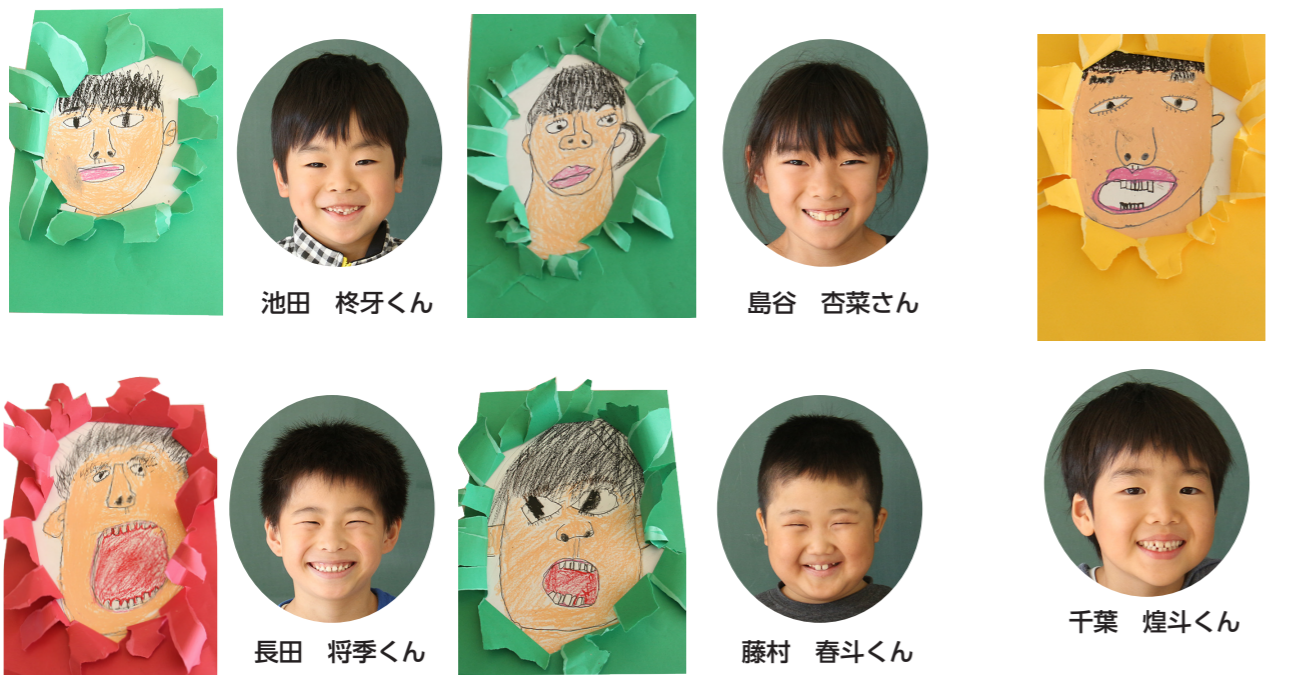 池田　柊牙くん
島谷　杏菜さん
長田　将季くん
藤村　春斗くん
千葉　煌斗くん